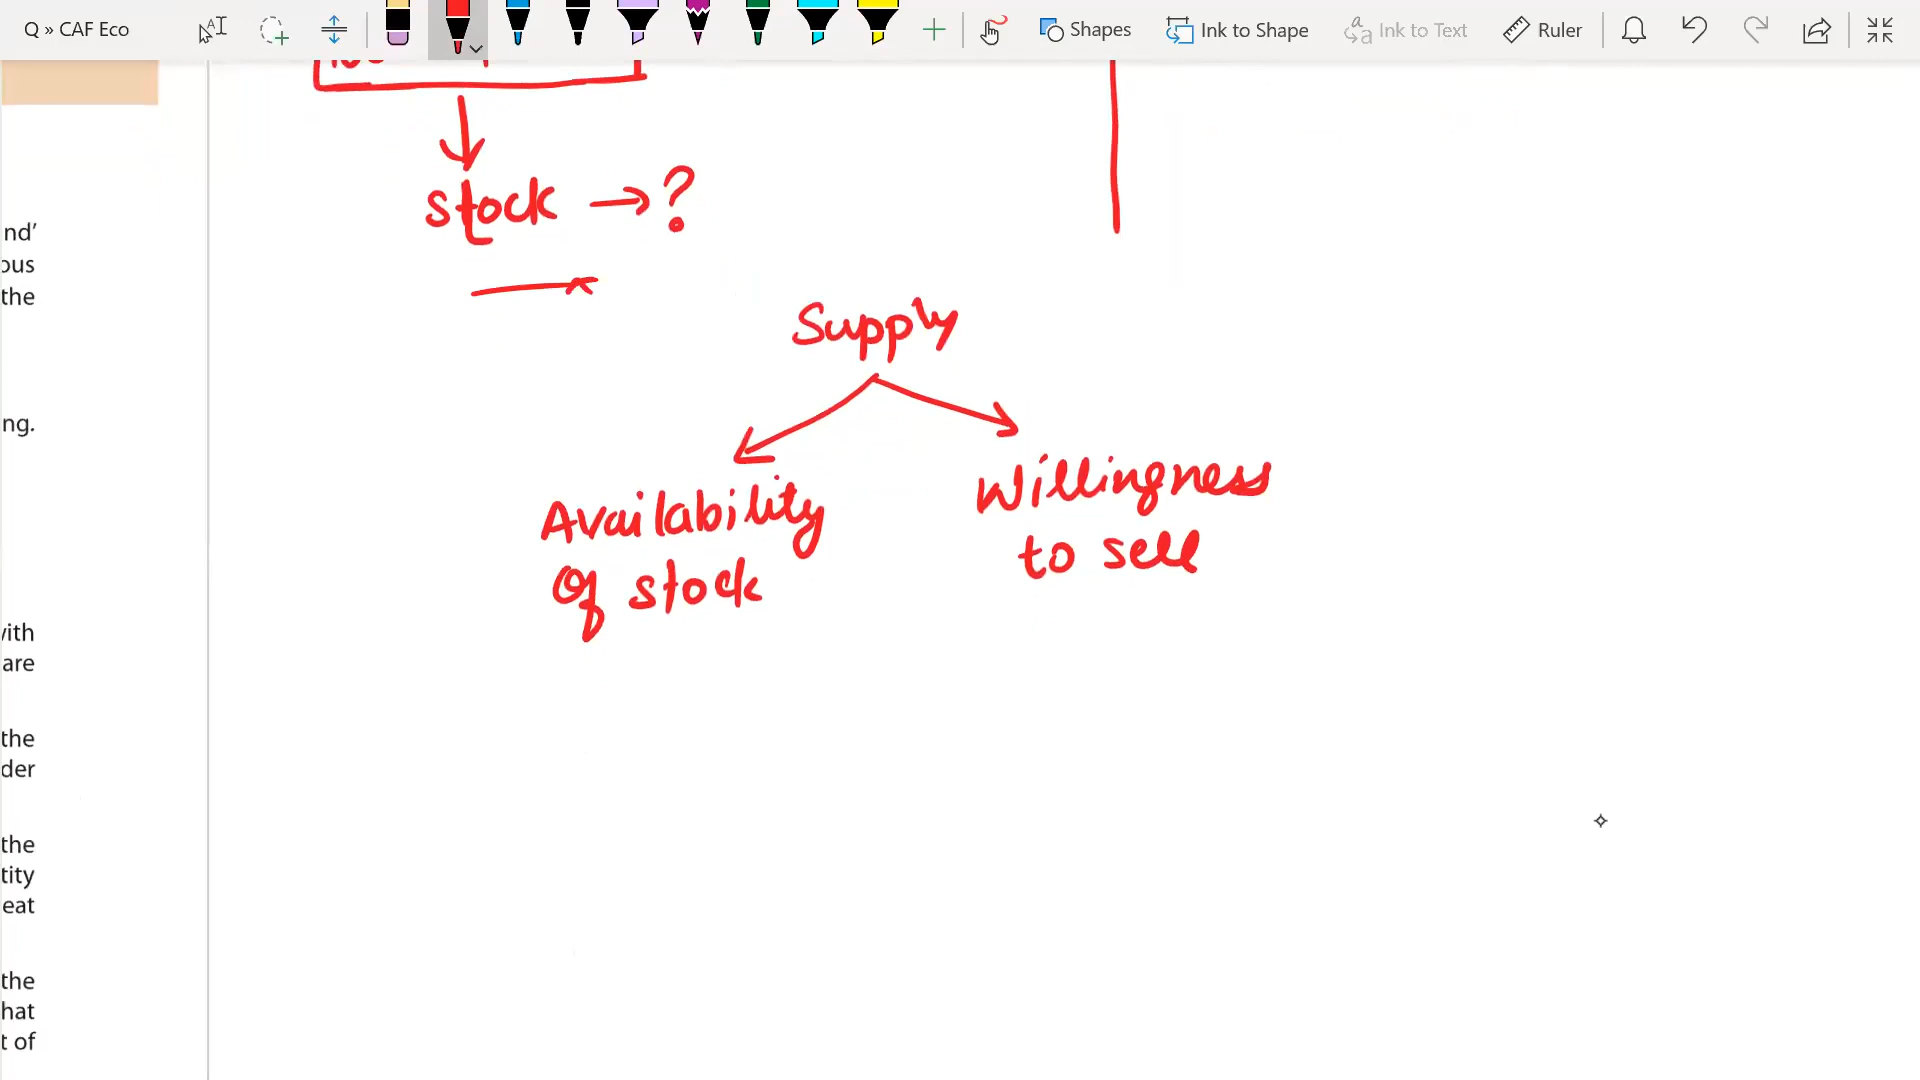 Q » CAF Eco
Shapes
Ink to Shape
Ink to Text
Ruler
stock → ?
Supply
Availability
Of stock
Willingness
to sell
nd’
ous
the
ng.
with
are
the
der
the
tity
eat
the
hat
t of